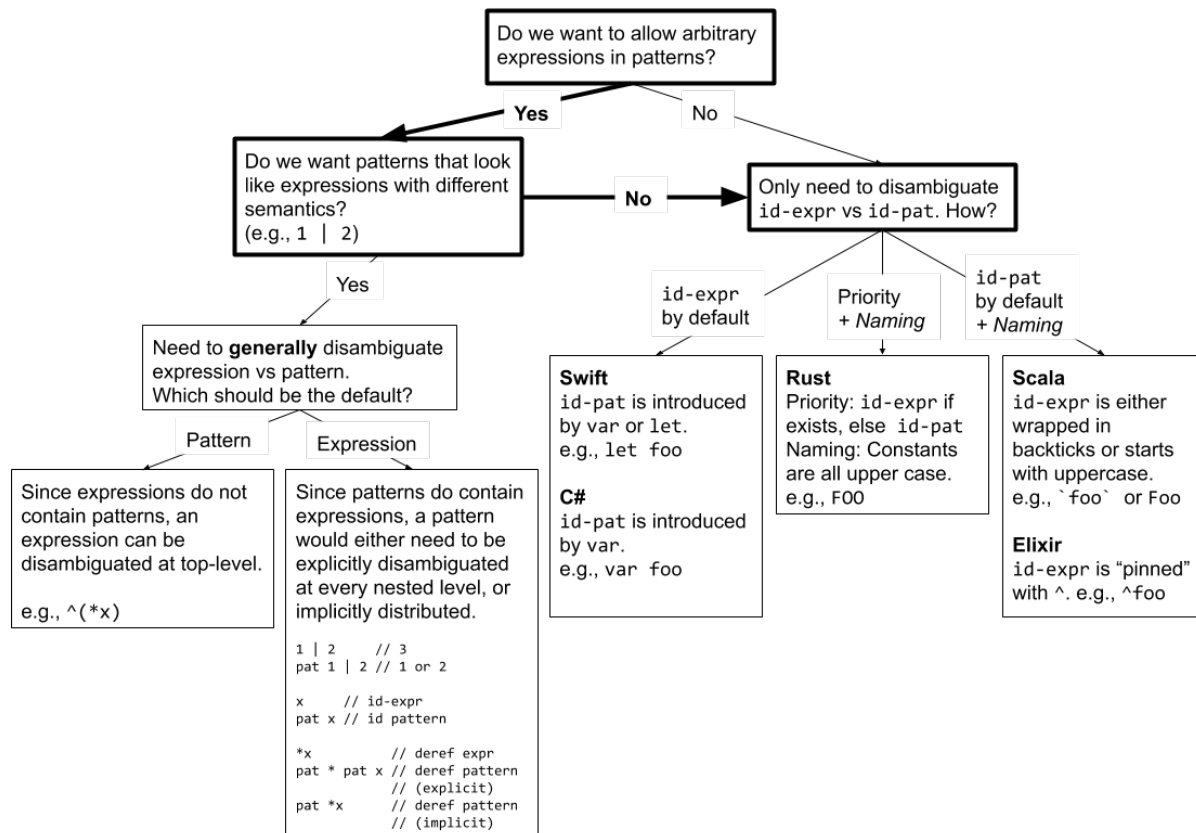 Do we want to allow arbitrary
expressions in patterns?
Yes
No
Do we want patterns that look
like expressions with different
semantics?
(e.g., 1 | 2)
No
Only need to disambiguate
id-expr vs id-pat. How?
Yes
id-expr
by default
Priority
+ Naming
id-pat
by default
+ Naming
Need to generally disambiguate
expression vs pattern.
Which should be the default?
Pattern
Expression
Since expressions do not
contain patterns, an
expression can be
disambiguated at top-level.
e.g., ^(*x)
Since patterns do contain
expressions, a pattern
would either need to be
explicitly disambiguated
at every nested level, or
implicitly distributed.
1 | 2     // 3
pat 1 | 2 // 1 or 2
x     // id-expr
pat x // id pattern
*x          // deref expr
pat * pat x // deref pattern
            // (explicit)
pat *x      // deref pattern
            // (implicit)
Swift
id-pat is introduced
by var or let.
e.g., let foo
C#
id-pat is introduced
by var.
e.g., var foo
Rust
Priority: id-expr if
exists, else id-pat
Naming: Constants
are all upper case.
e.g., FOO
Scala
id-expr is either
wrapped in
backticks or starts
with uppercase.
e.g., `foo` or Foo
Elixir
id-expr is “pinned”
with ^. e.g., ^foo